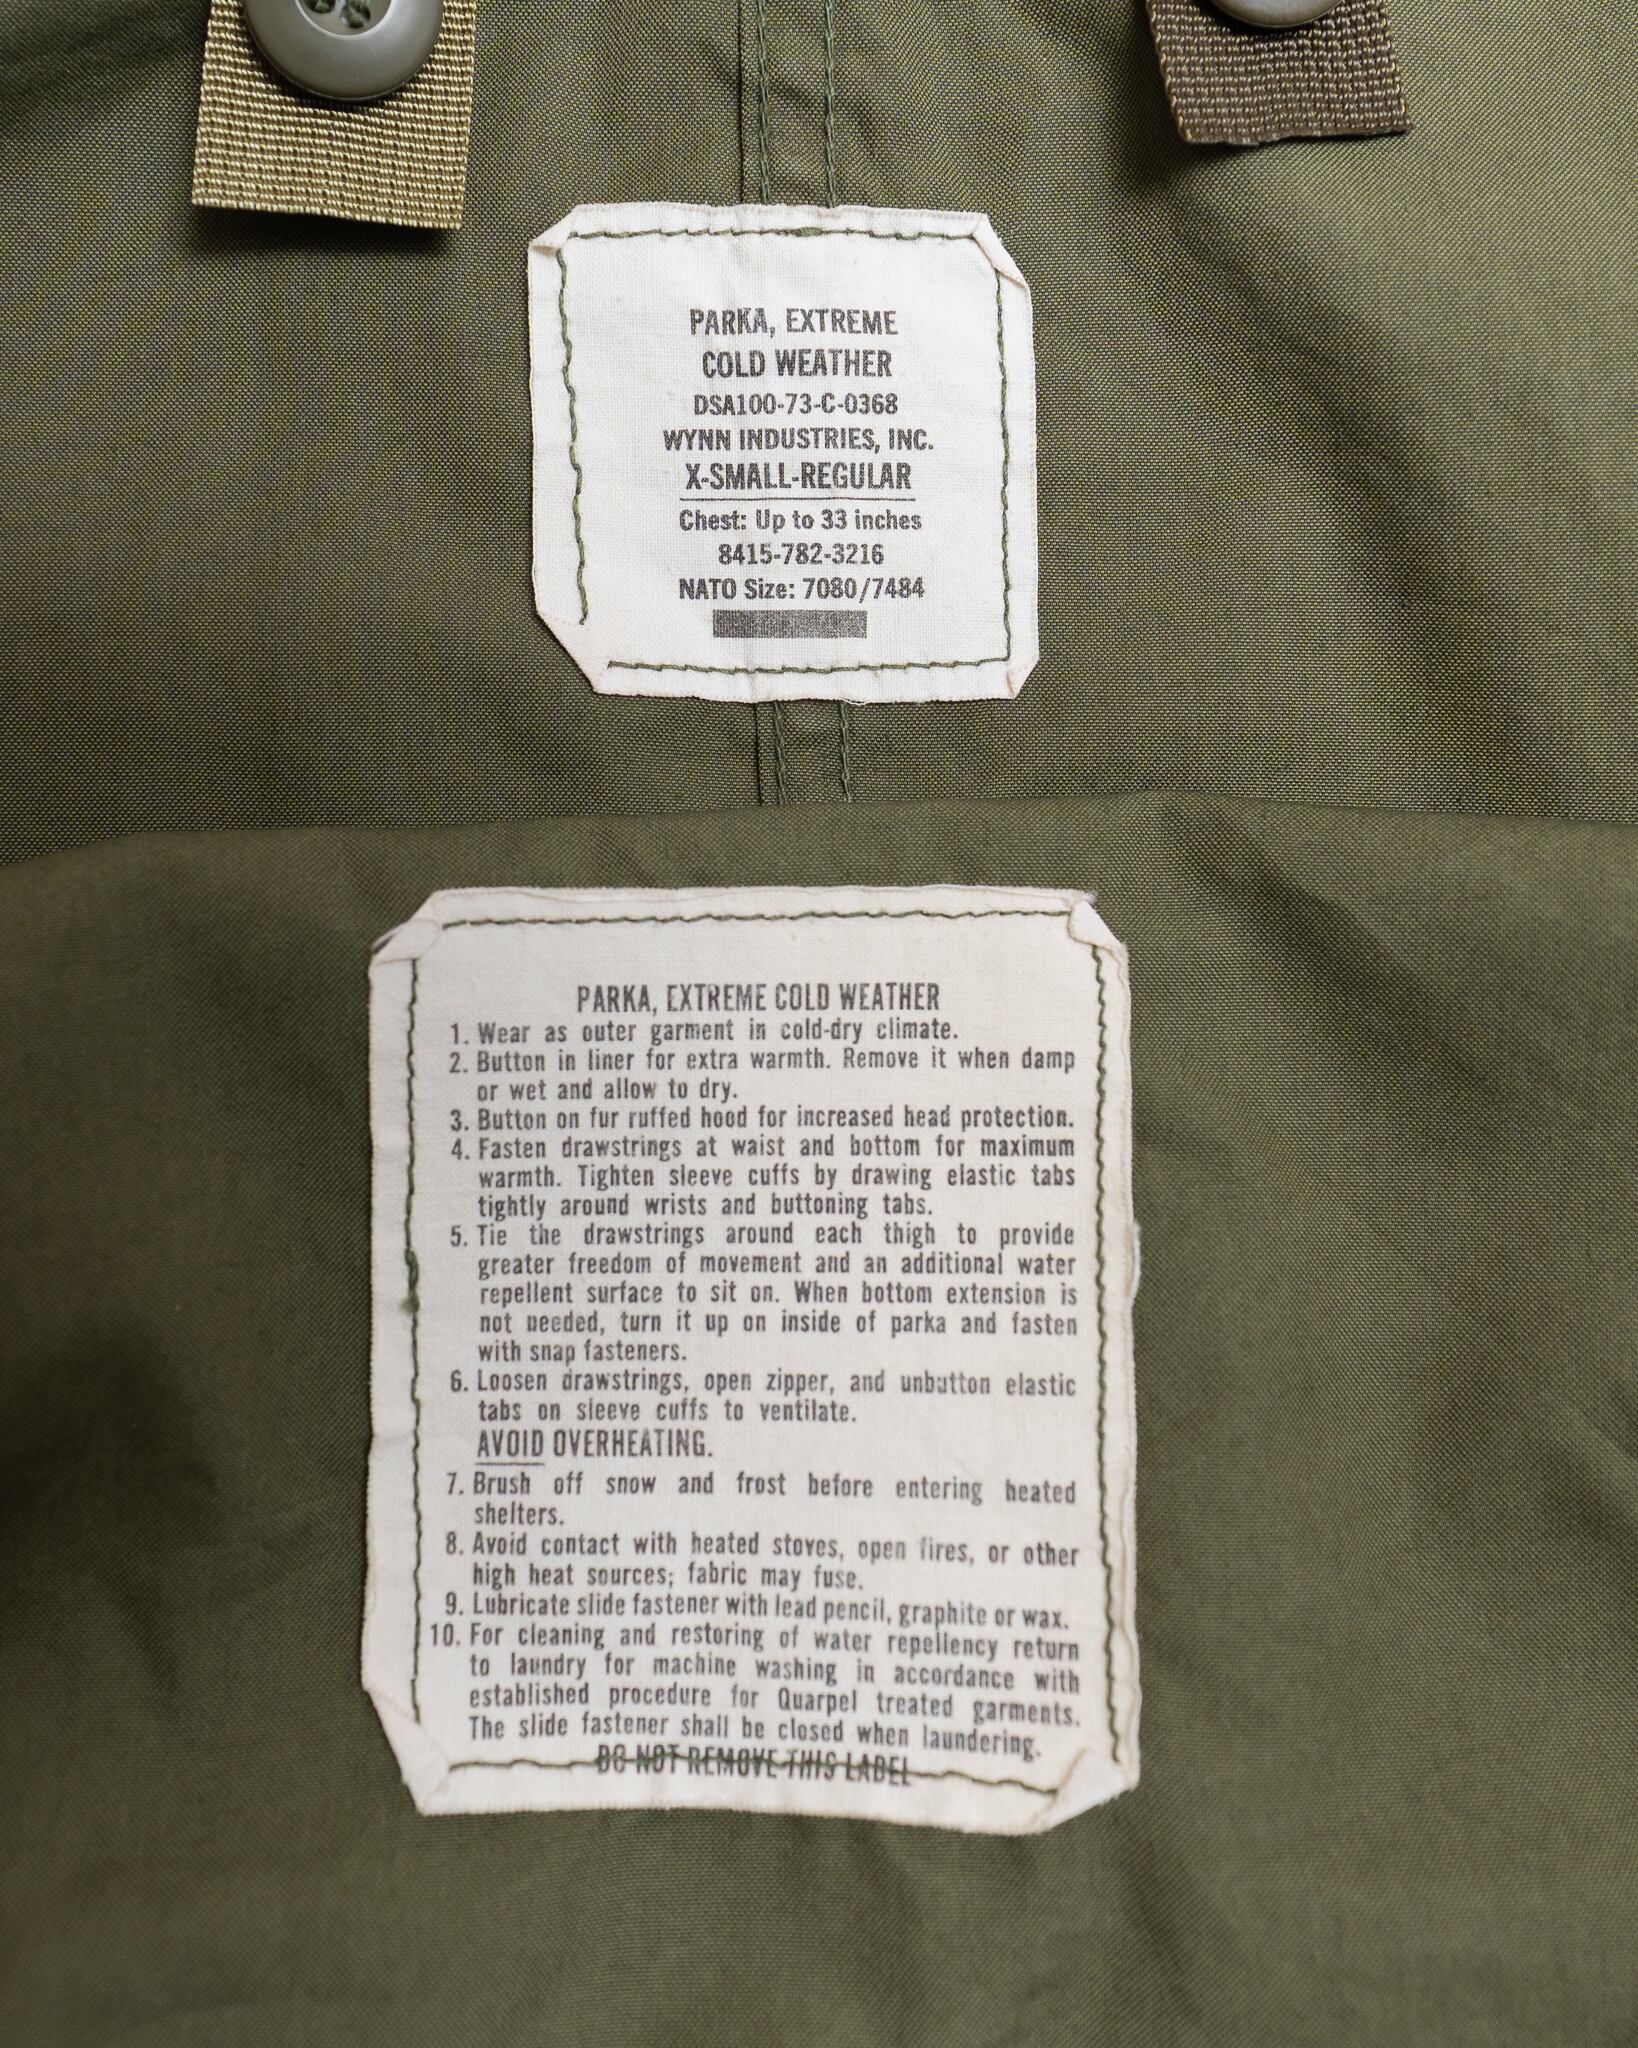 PARKA, EXTREME
COLD WEATHER
DSA100-73-C-0368
WYNN INDUSTRIES, INC.
X-SMALL-REGULAR
Chest: Up to 33 inches
8415-782-3216
NATO Size: 7080/7484
PARKA, EXTREME COLD WEATHER
1. Wear as outer garment in cold-dry climate.
2. Button in liner for extra warmth. Remove it when damp
or wet and allow to dry.
3. Button on fur ruffed hood for increased head protection.
4. Fasten drawstrings at waist and bottom for maximum
warmth. Tighten sleeve cuffs by drawing elastic tabs
tightly around wrists and buttoning tabs.
5. Tie the drawstrings around each thigh to provide
greater freedom of movement and an additional water
repellent surface to sit on. When bottom extension is
not needed, turn it up on inside of parka and fasten
with snap fasteners.
6. Loosen drawstrings, open zipper, and unbutton elastic
tabs on sleeve cuffs to ventilate.
AVOID OVERHEATING.
7. Brush off snow and frost before entering heated
shelters.
8. Avoid contact with heated stoves, open fires, or other
high heat sources; fabric may fuse.
9. Lubricate slide fastener with lead pencil, graphite or wax.
10. For cleaning and restoring of water repellency return
to laundry for machine washing in accordance with
established procedure for Quarpel treated garments.
The slide fastener shall be closed when laundering.
DO NOT REMOVE THIS LABEL